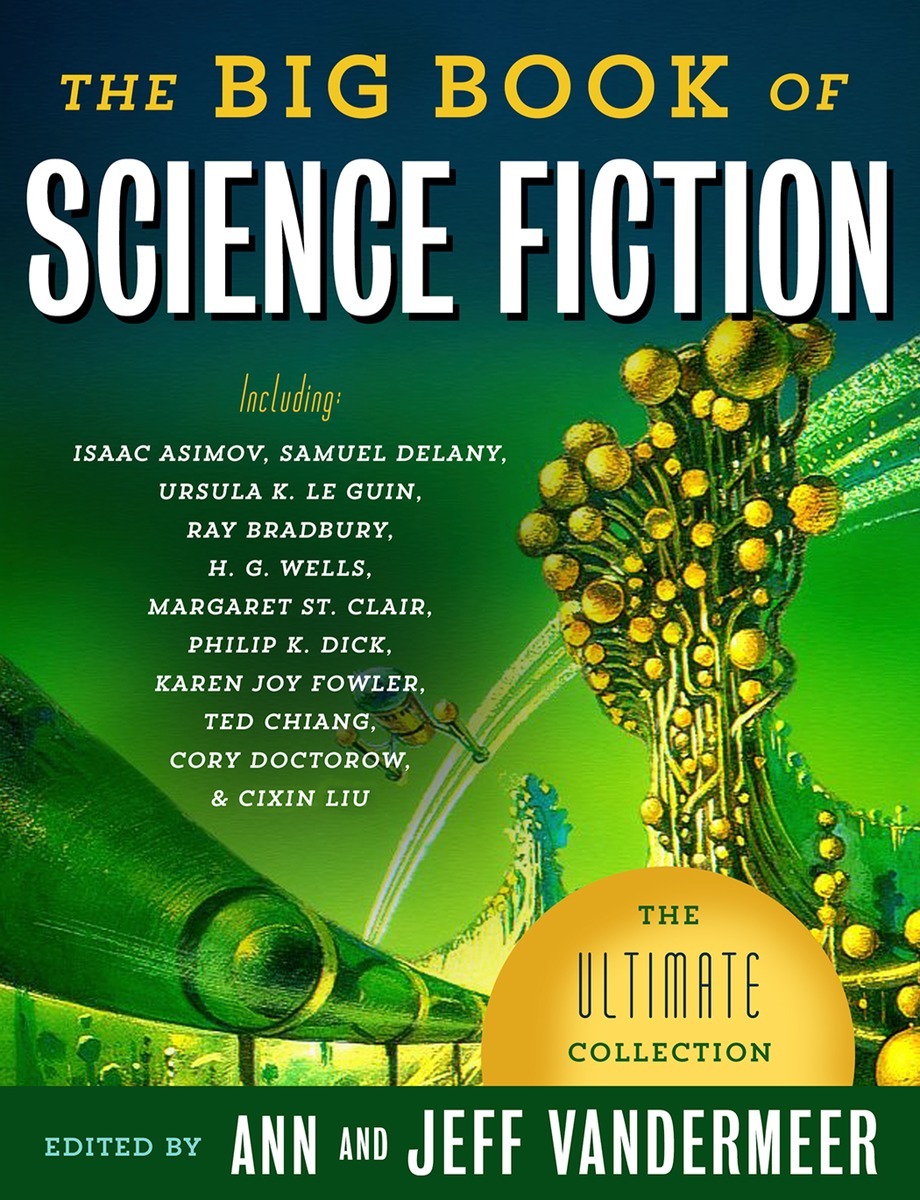 THE BIG BOOK OF
SCIENCE FICTION
Including:
ISAAC ASIMOV, SAMUEL DELANY,
URSULA K. LE GUIN,
RAY BRADBURY,
H. G. WELLS,
MARGARET ST. CLAIR,
PHILIP K. DICK,
KAREN JOY FOWLER,
TED CHIANG,
CORY DOCTOROW,
& CIXIN LIU
THE
ULTIMATE
COLLECTION
EDITED BY ANN AND JEFF VANDERMEER